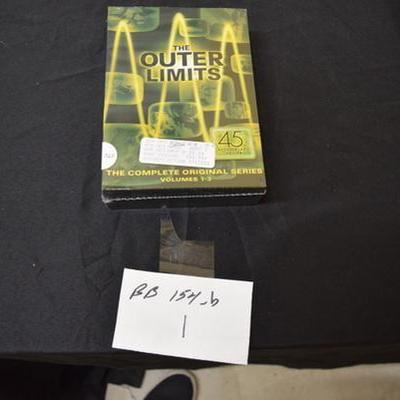 THE
OUTER
LIMITS
45
THE COMPLETE ORIGINAL SERIES
VOLUMES 1-3
BB 154-b
1